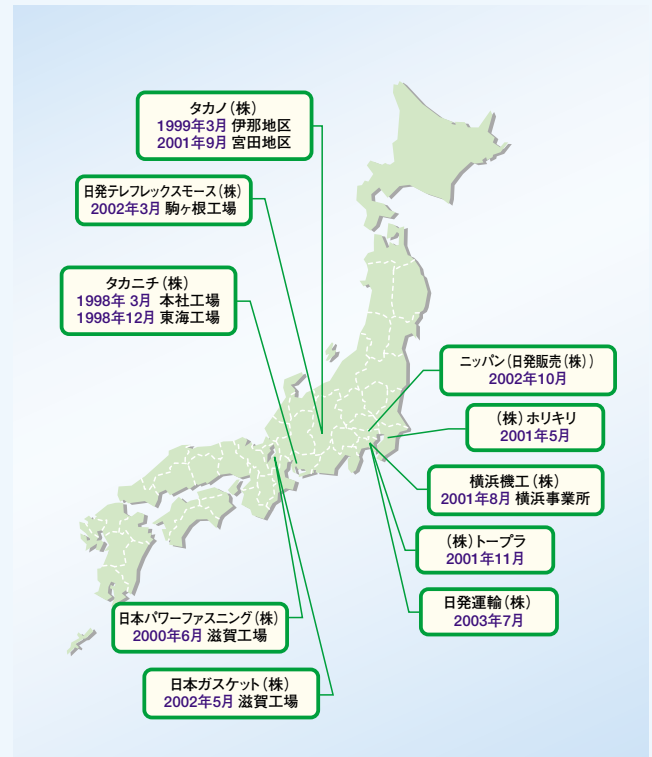 タカノ(株)
1999年3月 伊那地区
2001年9月 宮田地区
日発テレフレックスモース(株)
2002年3月 駒ヶ根工場
タカニチ(株)
1998年 3月 本社工場
1998年12月 東海工場
ニッパン(日発販売(株))
2002年10月
(株)ホリキリ
2001年5月
横浜機工(株)
2001年8月 横浜事業所
(株)トープラ
2001年11月
日発運輸(株)
2003年7月
日本パワーファスニング(株)
2000年6月 滋賀工場
日本ガスケット(株)
2002年5月 滋賀工場